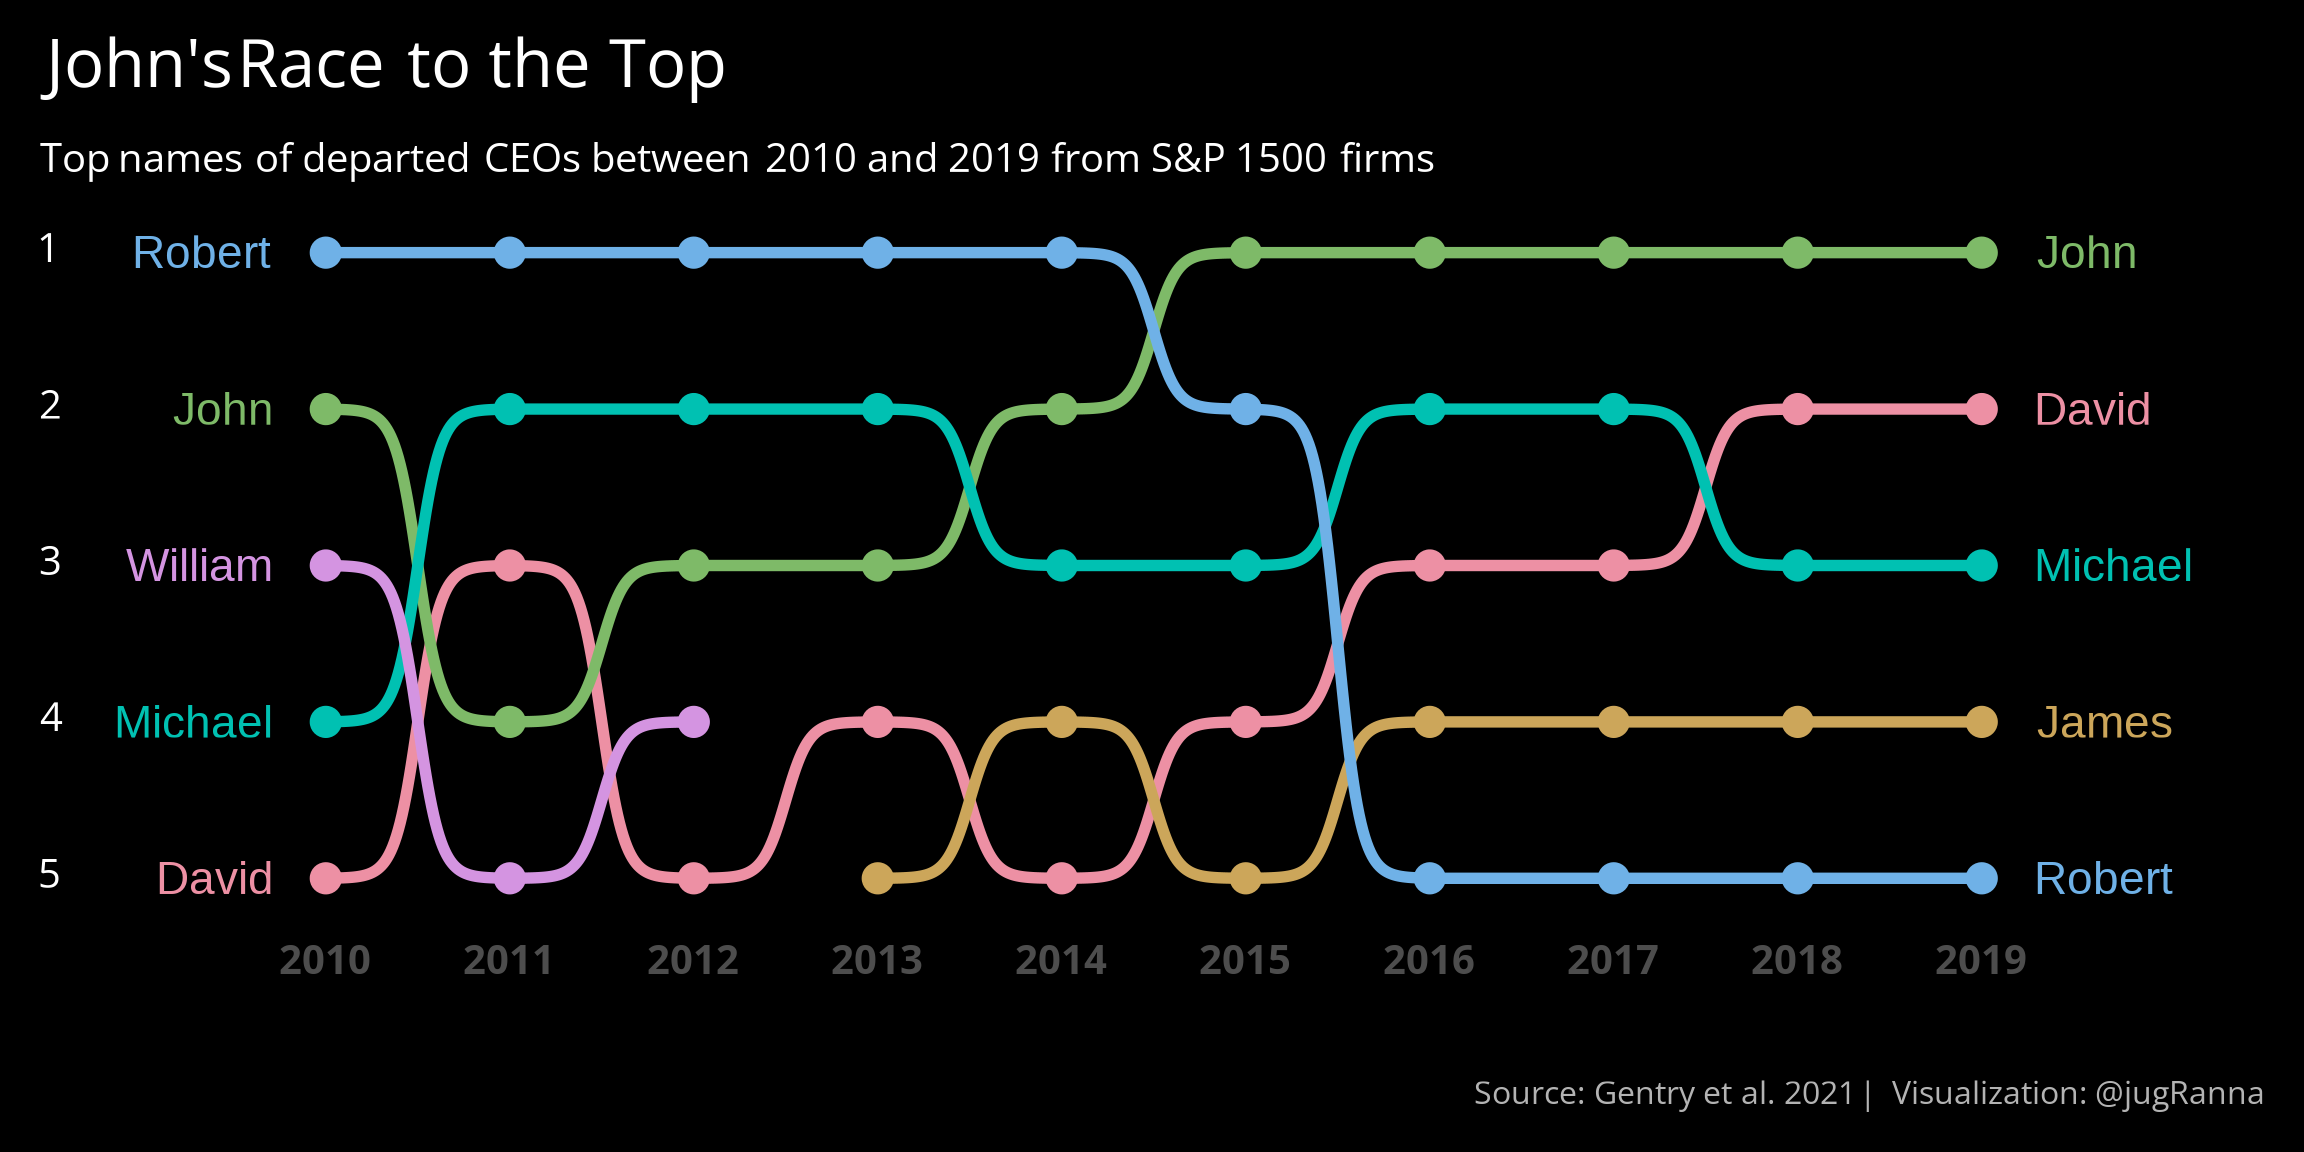 John's Race to the Top
Top names of departed CEOs between 2010 and 2019 from S&P 1500 firms
1 Robert John
2 John David
3 William Michael
4 Michael James
5 David Robert
2010 2011 2012 2013 2014 2015 2016 2017 2018 2019
Source: Gentry et al. 2021 | Visualization: @jugRanna